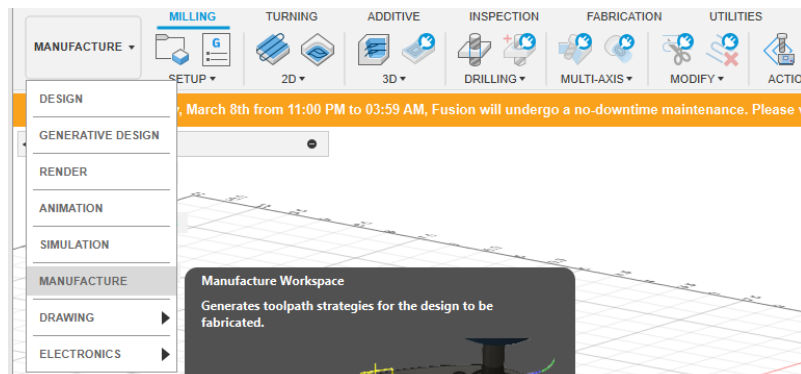 MILLING TURNING ADDITIVE INSPECTION FABRICATION UTILITIES
MANUFACTURE
G
SETUP 2D 3D DRILLING MULTI-AXIS MODIFY ACTIO
March 8th from 11:00 PM to 03:59 AM, Fusion will undergo a no-downtime maintenance. Please
DESIGN
GENERATIVE DESIGN
RENDER
ANIMATION
SIMULATION
MANUFACTURE
DRAWING
ELECTRONICS
Manufacture Workspace
Generates toolpath strategies for the design to be
fabricated.